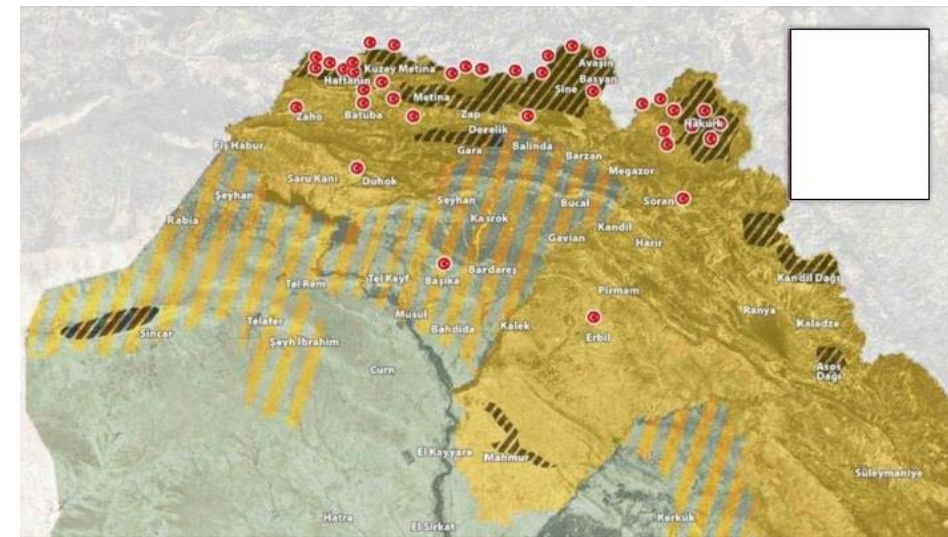 Avaşin
Kuzey Metina
Basyan
Haftanin
Sine
Metina
Zaho
Batuba
Zap
Hakurk
Derelik
Fiş Habur
Gara
Balinda
Barzan
Megazor
Saru Kani
Duhok
Şeyhan
Seyhan
Bucal
Soran
Rabia
Kasrok
Kandil
Gavian
Harir
Bardareş
Tel Keyf
Başika
Kandil Dağı
Tel Rem
Pirmam
Ranya
Musul
Kaladze
Telafer
Bahdida
Kalek
Sincar
Erbil
Şeyh İbrahim
Asos
Dağı
Curn
El Kayyare
Mahmur
Süleymaniye
Hatra
Kerkük
El Şirkat